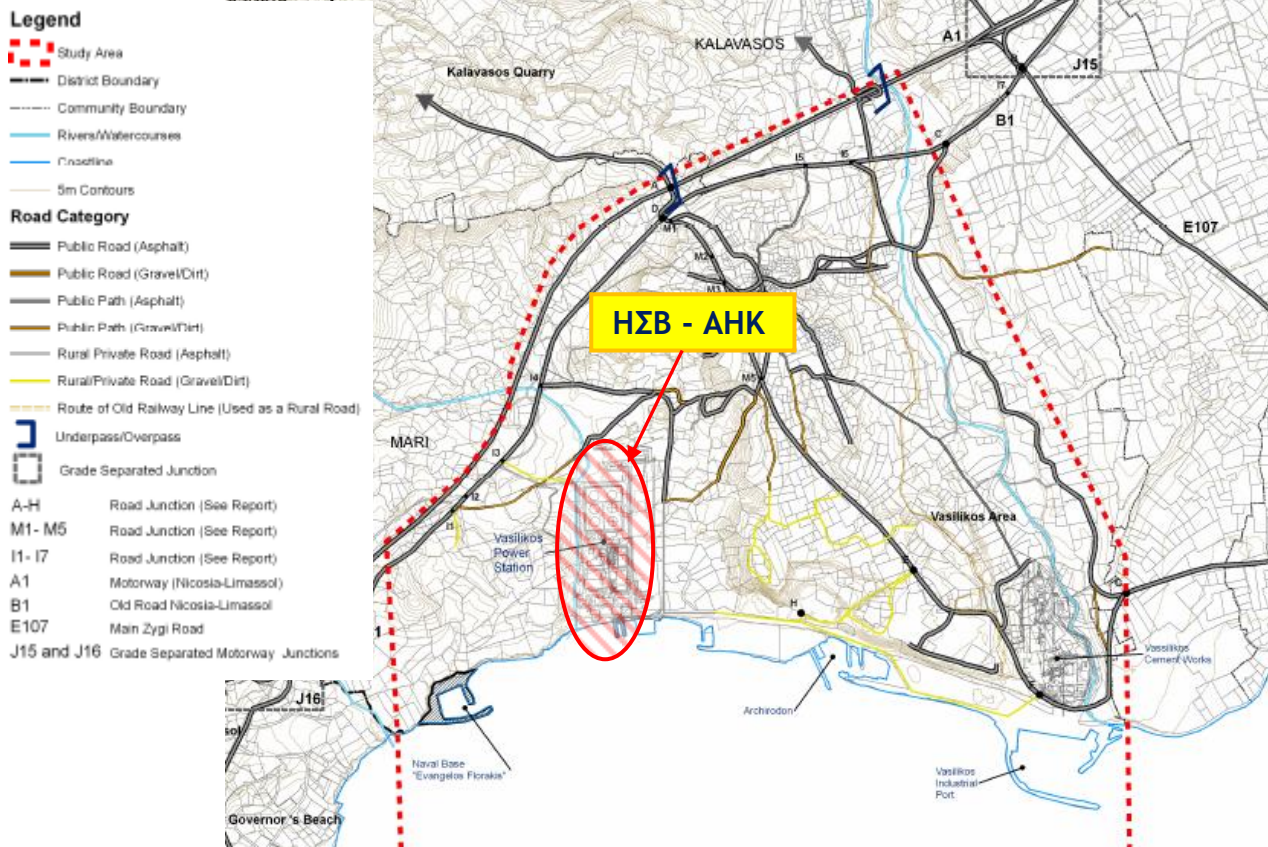 Legend
Study Area
District Boundary
Community Boundary
Rivers/Watercourses
Coastline
5m Contours
Road Category
Public Road (Asphalt)
Public Road (Gravel/Dirt)
Public Path (Asphalt)
Public Path (Gravel/Dirt)
Rural Private Road (Asphalt)
Rural/Private Road (Gravel/Dirt)
Route of Old Railway Line (Used as a Rural Road)
Underpass/Overpass
Grade Separated Junction
A-H Road Junction (See Report)
M1- M5 Road Junction (See Report)
I1- I7 Road Junction (See Report)
A1 Motorway (Nicosia-Limassol)
B1 Old Road Nicosia-Limassol
E107 Main Zygi Road
J15 and J16 Grade Separated Motorway Junctions
KALAVASOS
A1
J15
Kalavasos Quarry
I7
B1
C
I5
I6
A
D
M1
E107
M2
M3
ΗΣΒ - ΑΗΚ
I4
M5
MARI
I3
I2
I1
Vasilikos
Power
Station
Vasilikos Area
H
Vassilikos
Cement Works
Archirodon
J16
Naval Base
"Evangelos Florakis"
Vasilikos
Industrial
Port
Governor 's Beach